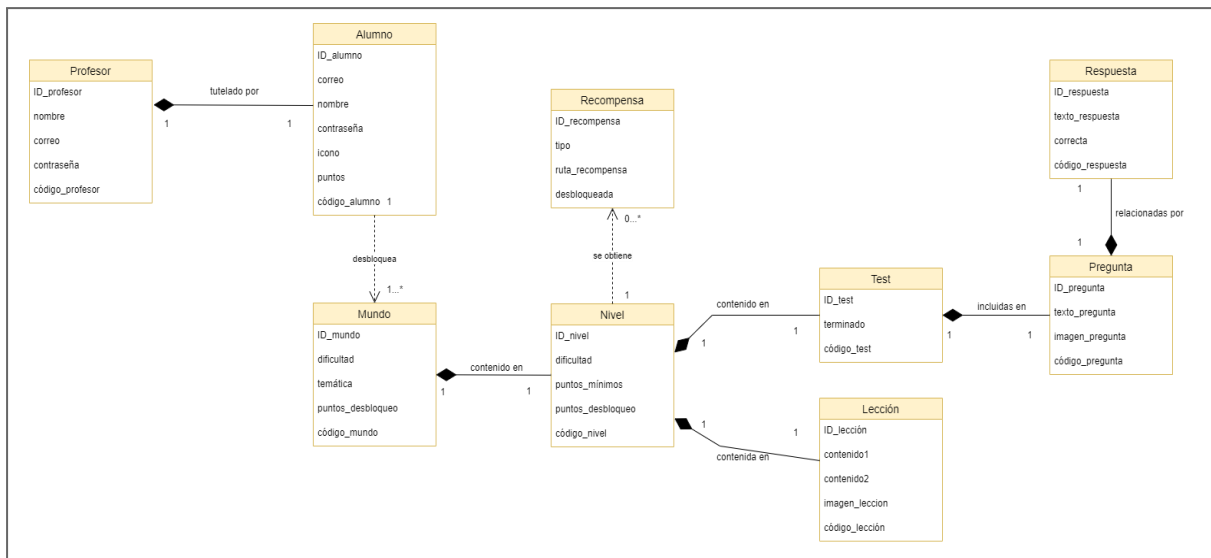 Profesor
ID_profesor
nombre
correo
contraseña
código_profesor
tutelado por
1
1
Alumno
ID_alumno
correo
nombre
contraseña
icono
puntos
código_alumno 1
desbloquea
1...*
Mundo
ID_mundo
dificultad
temática
puntos_desbloqueo
código_mundo
contenido en
1
1
Recompensa
ID_recompensa
tipo
ruta_recompensa
desbloqueada
0...*
se obtiene
1
Nivel
ID_nivel
dificultad
puntos_mínimos
puntos_desbloqueo
código_nivel
contenido en
1
1
1
1
contenida en
Test
ID_test
terminado
código_test
incluidas en
1
1
Lección
ID_lección
contenido1
contenido2
imagen_leccion
código_lección
Respuesta
ID_respuesta
texto_respuesta
correcta
código_respuesta
1
relacionadas por
1
Pregunta
ID_pregunta
texto_pregunta
imagen_pregunta
código_pregunta